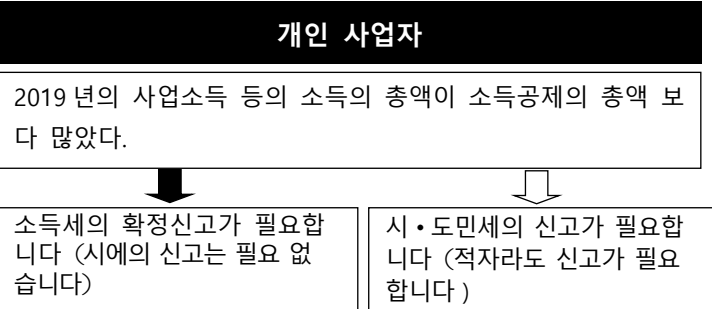 개인 사업자
2019 년의 사업소득 등의 소득의 총액이 소득공제의 총액 보
다 많았다.
소득세의 확정신고가 필요합
니다 (시에의 신고는 필요 없
습니다)
시・도민세의 신고가 필요합
니다 (적자라도 신고가 필요
합니다 )